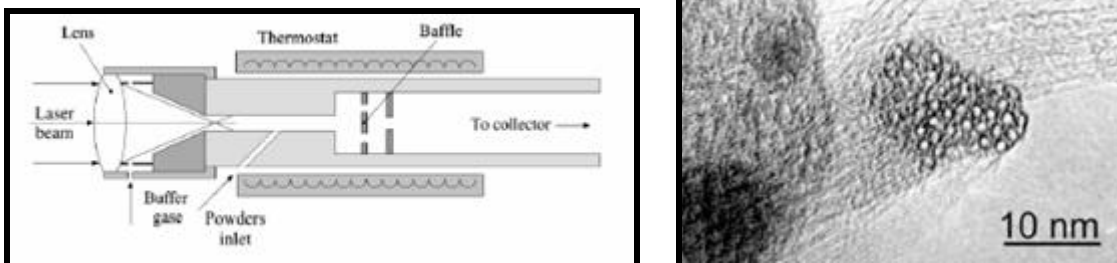 Lens
Thermostat
Baffle
Laser
beam
To collector
Buffer
gase
Powders
inlet
10 nm